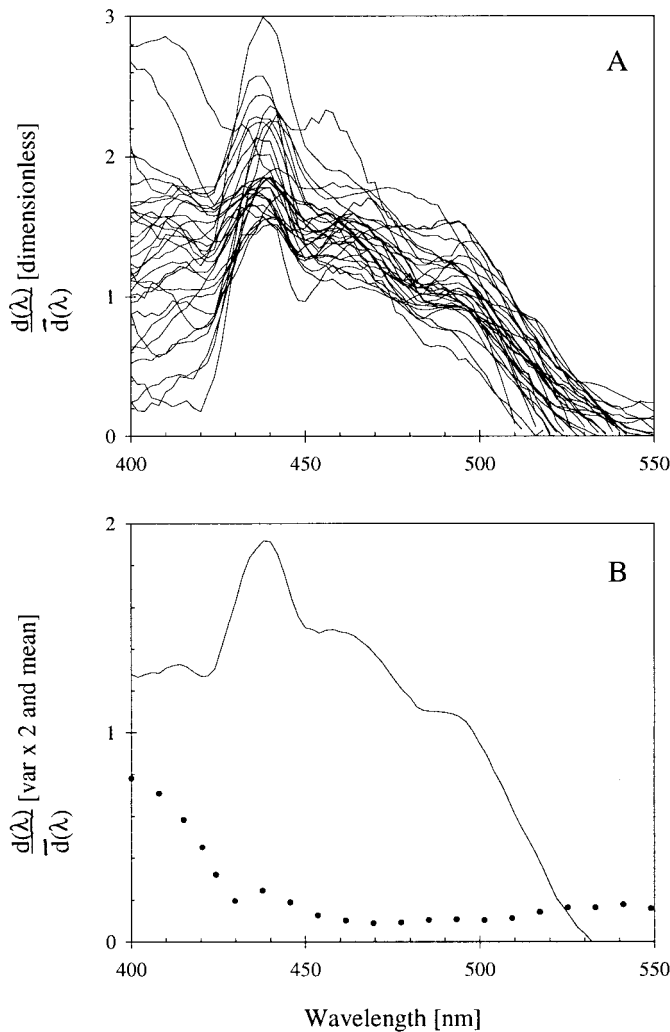 3
2
1
0
A
d(λ)
d̄(λ)
[dimensionless]
400
450
500
550
2
1
0
B
d(λ)
d̄(λ)
[var x 2 and mean]
400
450
500
550
Wavelength [nm]